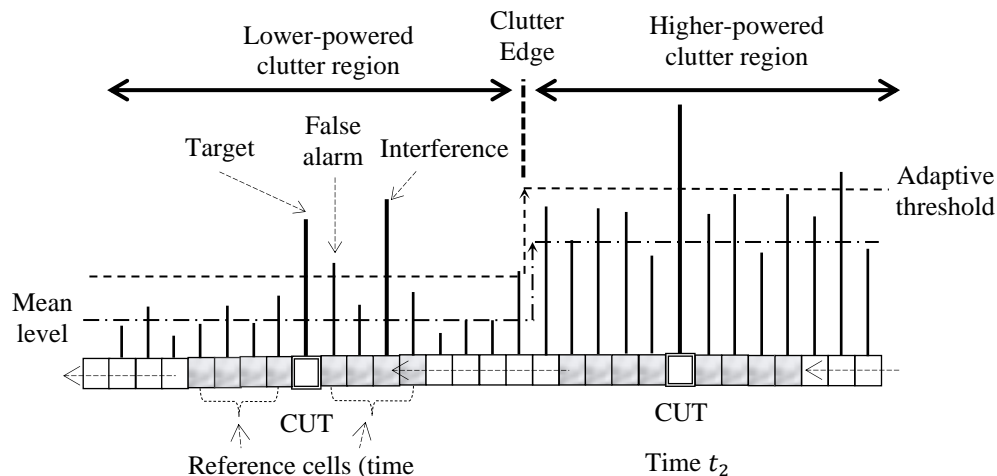 Lower-powered
clutter region
Clutter
Edge
Higher-powered
clutter region
Target
False
alarm
Interference
Adaptive
threshold
Mean
level
CUT
CUT
Reference cells (time
Time t₂